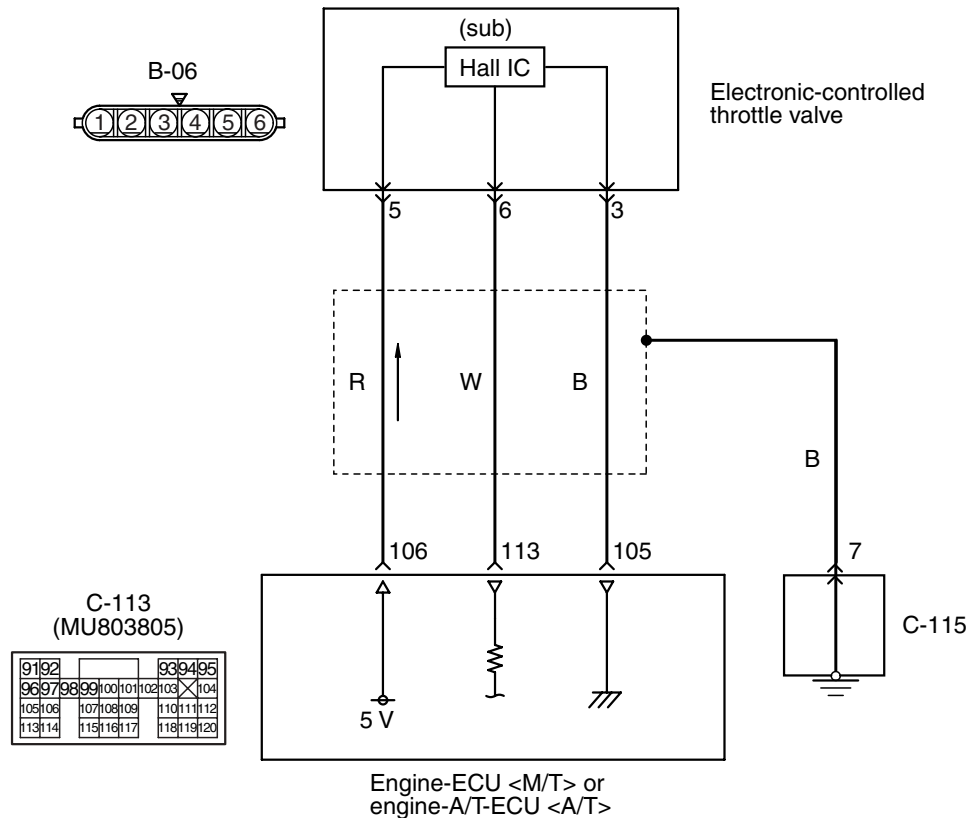 (sub)
Hall IC
B-06
1 2 3 4 5 6
Electronic-controlled
throttle valve
5 6 3
R W B
B
106 113 105
7
C-113
(MU803805)
91 92 93 94 95
96 97 98 99 100 101 102 103 104
105 106 107 108 109 110 111 112
113 114 115 116 117 118 119 120
5 V
C-115
Engine-ECU <M/T> or
engine-A/T-ECU <A/T>